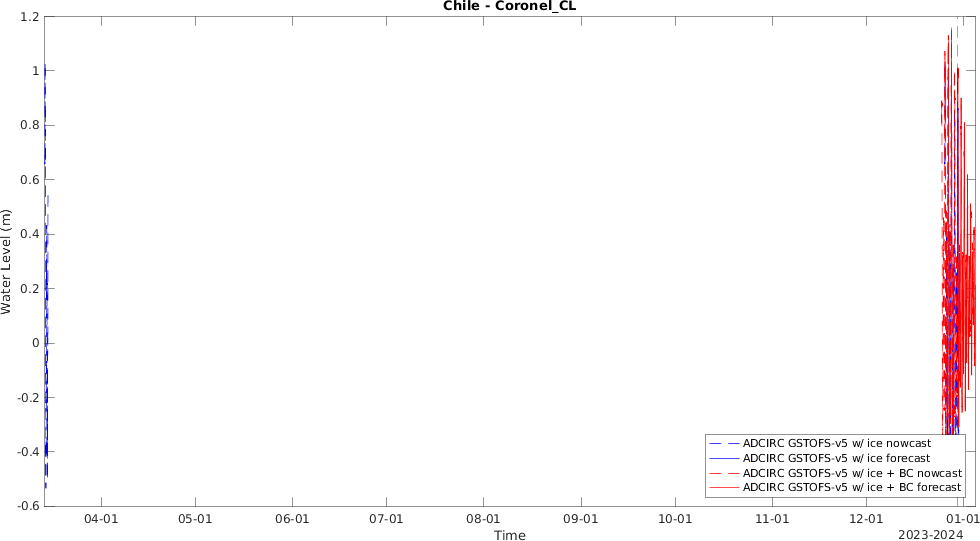 Chile - Coronel_CL
1.2
1
0.8
0.6
0.4
0.2
0
-0.2
-0.4
-0.6
Water Level (m)
ADCIRC GSTOFS-v5 w/ ice nowcast
ADCIRC GSTOFS-v5 w/ ice forecast
ADCIRC GSTOFS-v5 w/ ice + BC nowcast
ADCIRC GSTOFS-v5 w/ ice + BC forecast
04-01 05-01 06-01 07-01 08-01 09-01 10-01 11-01 12-01 01-01
Time
2023-2024